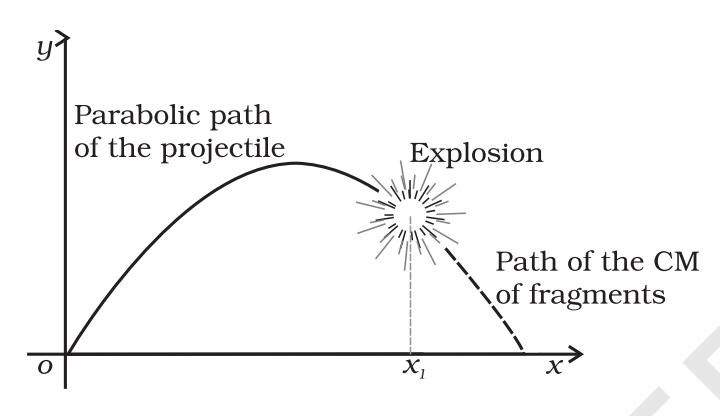 y
Parabolic path
of the projectile
Explosion
Path of the CM
of fragments
o
x₁
x